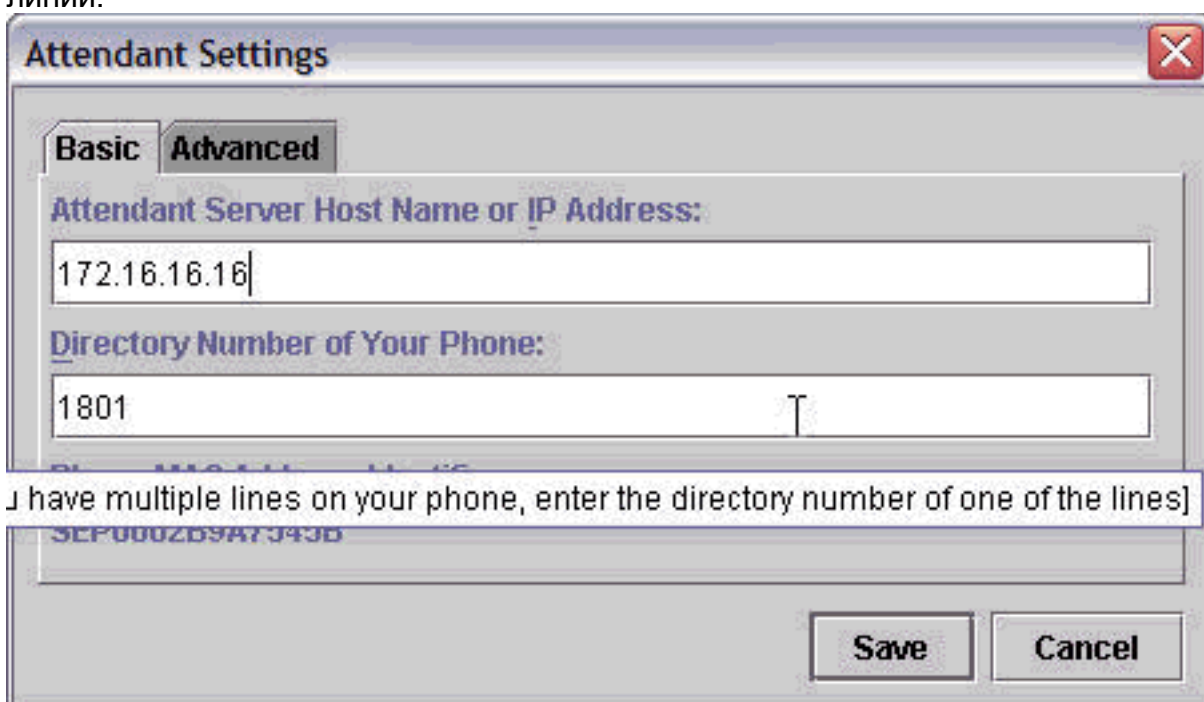 линии.
Attendant Settings
Basic Advanced
Attendant Server Host Name or IP Address:
172.16.16.16
Directory Number of Your Phone:
1801
have multiple lines on your phone, enter the directory number of one of the lines]
Save Cancel